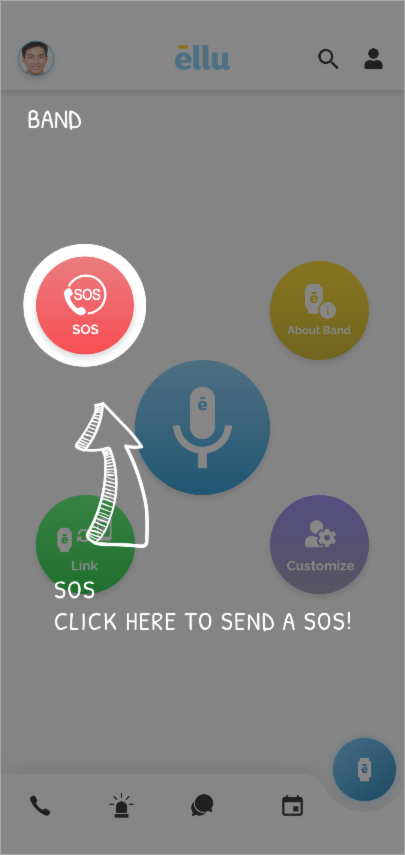 ēllu
BAND
SOS
SOS
About Band
ē
ē
ē
Link
Customize
SOS
CLICK HERE TO SEND A SOS!
ē